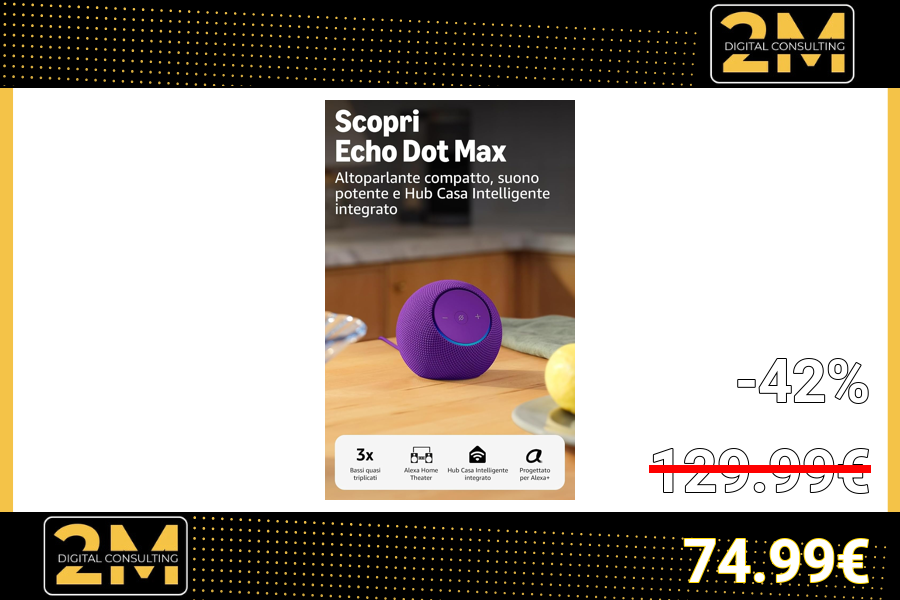 2M
DIGITAL CONSULTING
Scopri
Echo Dot Max
Altoparlante compatto, suono
potente e Hub Casa Intelligente
integrato
3x
Bassi quasi
triplicati
Alexa Home
Theater
Hub Casa Intelligente
integrato
Progettato
per Alexa+
-42%
129.99€
2M
DIGITAL CONSULTING
74.99€